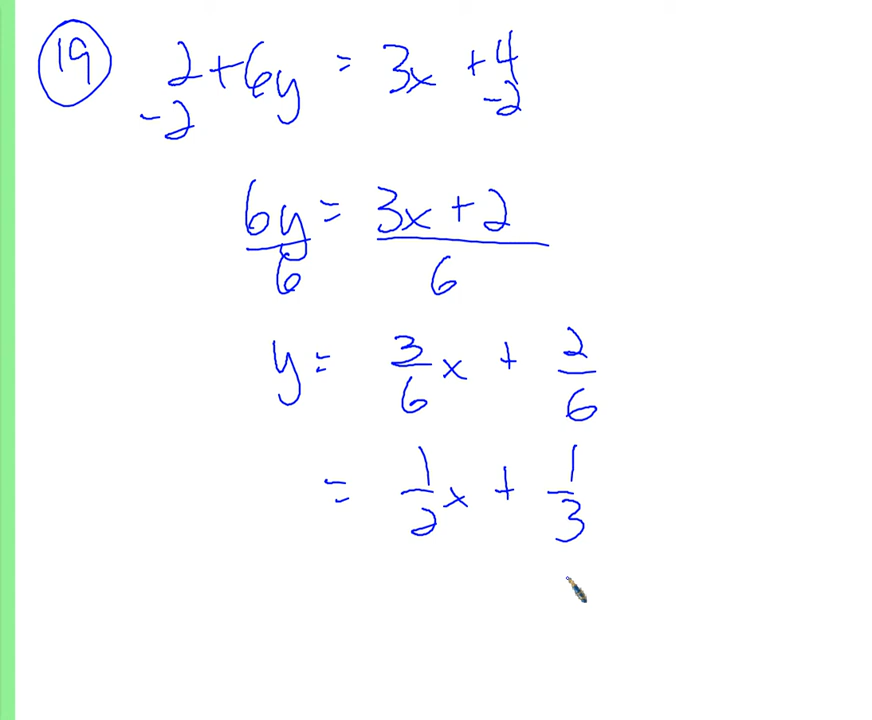 19 2 + 6y = 3x + 4
-2 -2
6y = 3x + 2
6 6
y = 3/6 x + 2/6
= 1/2 x + 1/3